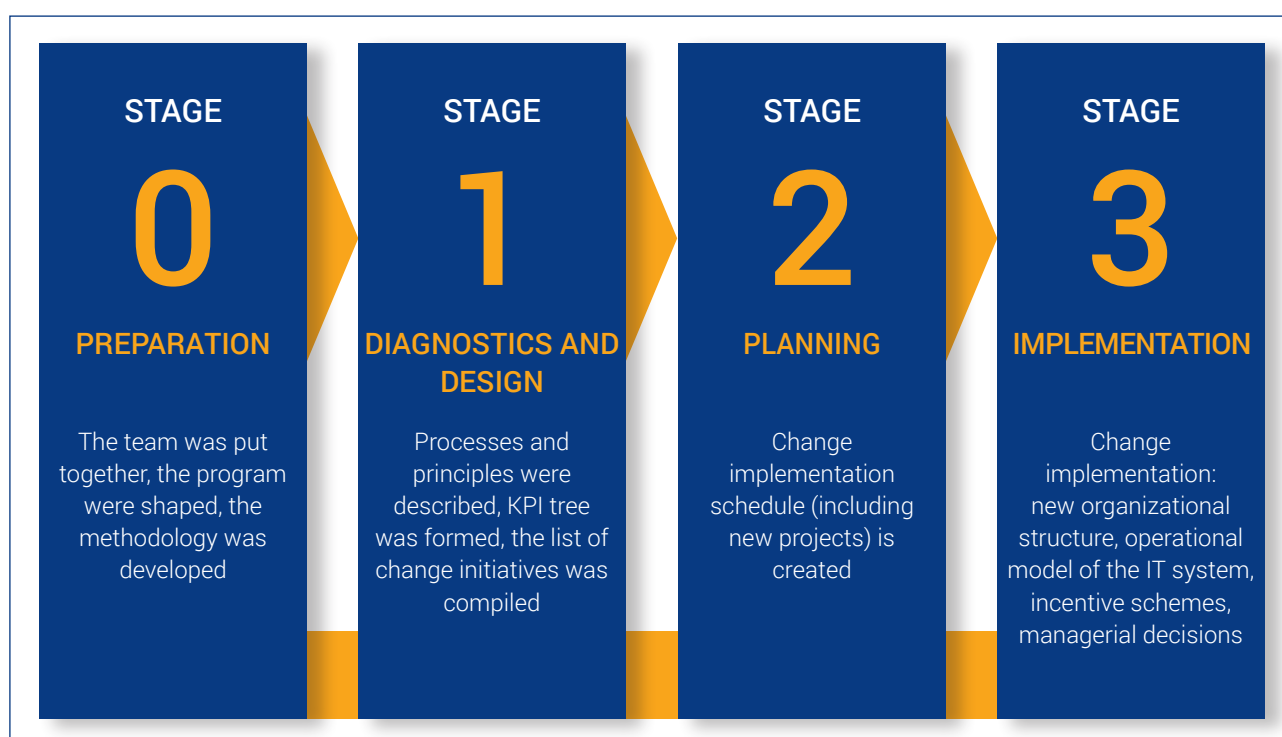 STAGE
0
PREPARATION
The team was put
together, the program
were shaped, the
methodology was
developed
STAGE
1
DIAGNOSTICS AND
DESIGN
Processes and
principles were
described, KPI tree
was formed, the list of
change initiatives was
compiled
STAGE
2
PLANNING
Change
implementation
schedule (including
new projects) is
created
STAGE
3
IMPLEMENTATION
Change
implementation:
new organizational
structure, operational
model of the IT system,
incentive schemes,
managerial decisions